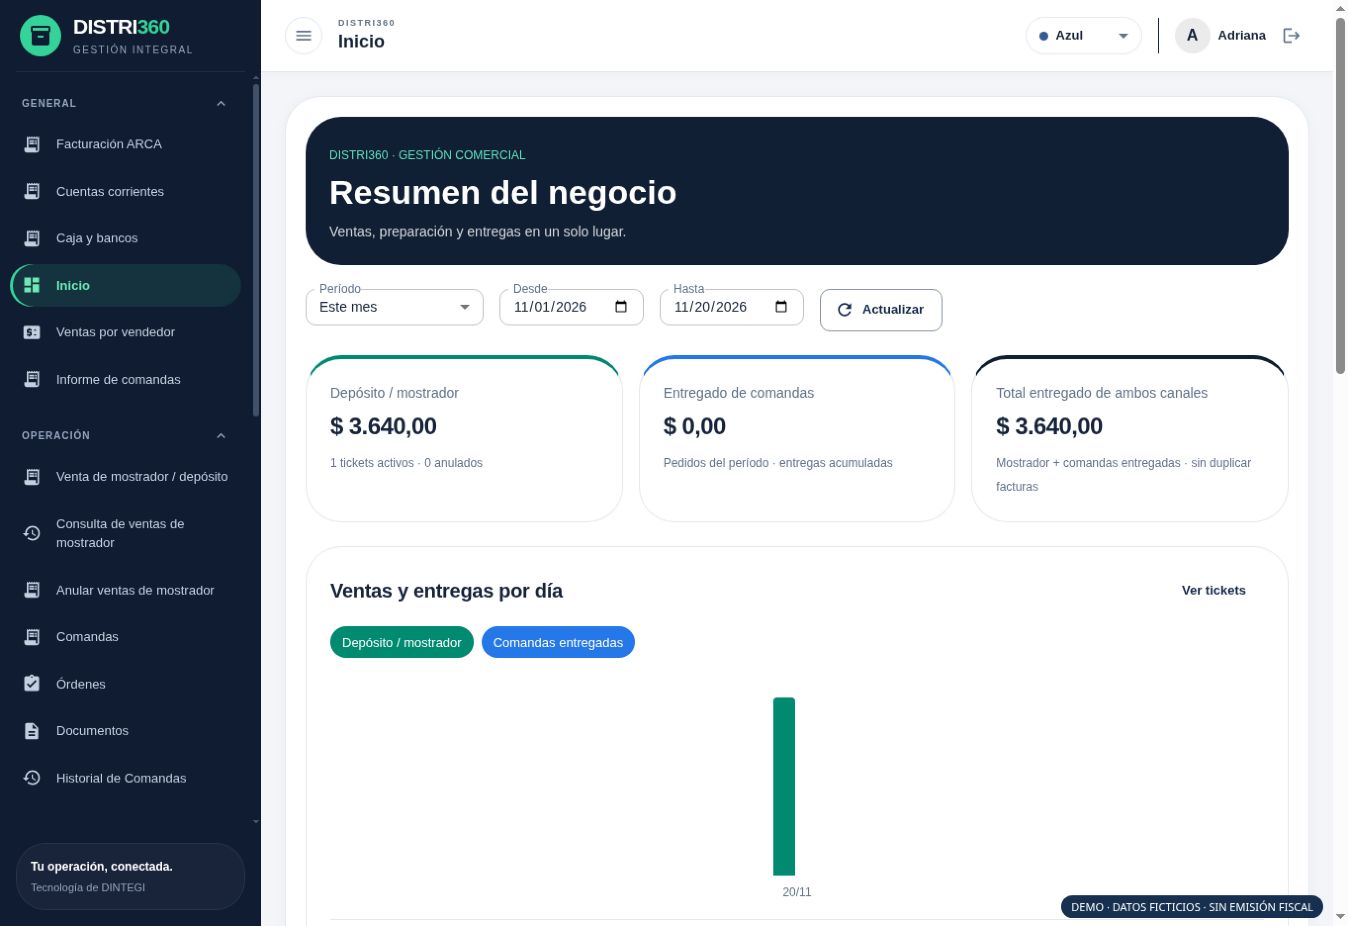 DISTRI360
GESTIÓN INTEGRAL
GENERAL
Facturación ARCA
Cuentas corrientes
Caja y bancos
Inicio
Ventas por vendedor
Informe de comandas
OPERACIÓN
Venta de mostrador / depósito
Consulta de ventas de
mostrador
Anular ventas de mostrador
Comandas
Órdenes
Documentos
Historial de Comandas
Tu operación, conectada.
Tecnología de DINTEGI
DISTRI360
Inicio
Azul
A
Adriana
DISTRI360 · GESTIÓN COMERCIAL
Resumen del negocio
Ventas, preparación y entregas en un solo lugar.
Período
Este mes
Desde
11/01/2026
Hasta
11/20/2026
Actualizar
Depósito / mostrador
$ 3.640,00
1 tickets activos · 0 anulados
Entregado de comandas
$ 0,00
Pedidos del período · entregas acumuladas
Total entregado de ambos canales
$ 3.640,00
Mostrador + comandas entregadas · sin duplicar
facturas
Ventas y entregas por día
Ver tickets
Depósito / mostrador
Comandas entregadas
20/11
DEMO · DATOS FICTICIOS · SIN EMISIÓN FISCAL